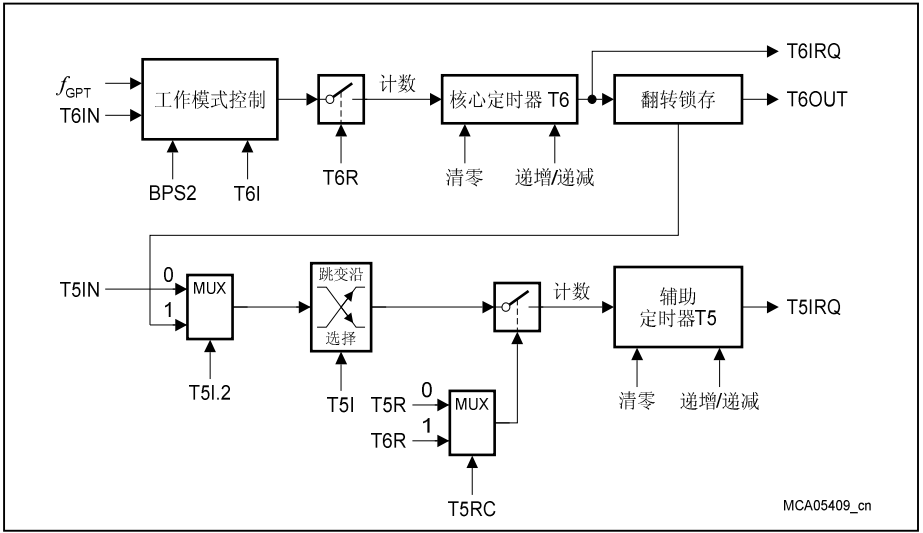 T6IRQ
fGPT
工作模式控制
计数
核心定时器 T6
翻转锁存
T6OUT
T6IN
BPS2
T6I
T6R
清零
递增/递减
T5IN
0
MUX
1
跳变沿
选择
计数
辅助
定时器T5
T5IRQ
T5I.2
T5I
T5R
0
MUX
T6R
1
清零
递增/递减
T5RC
MCA05409_cn